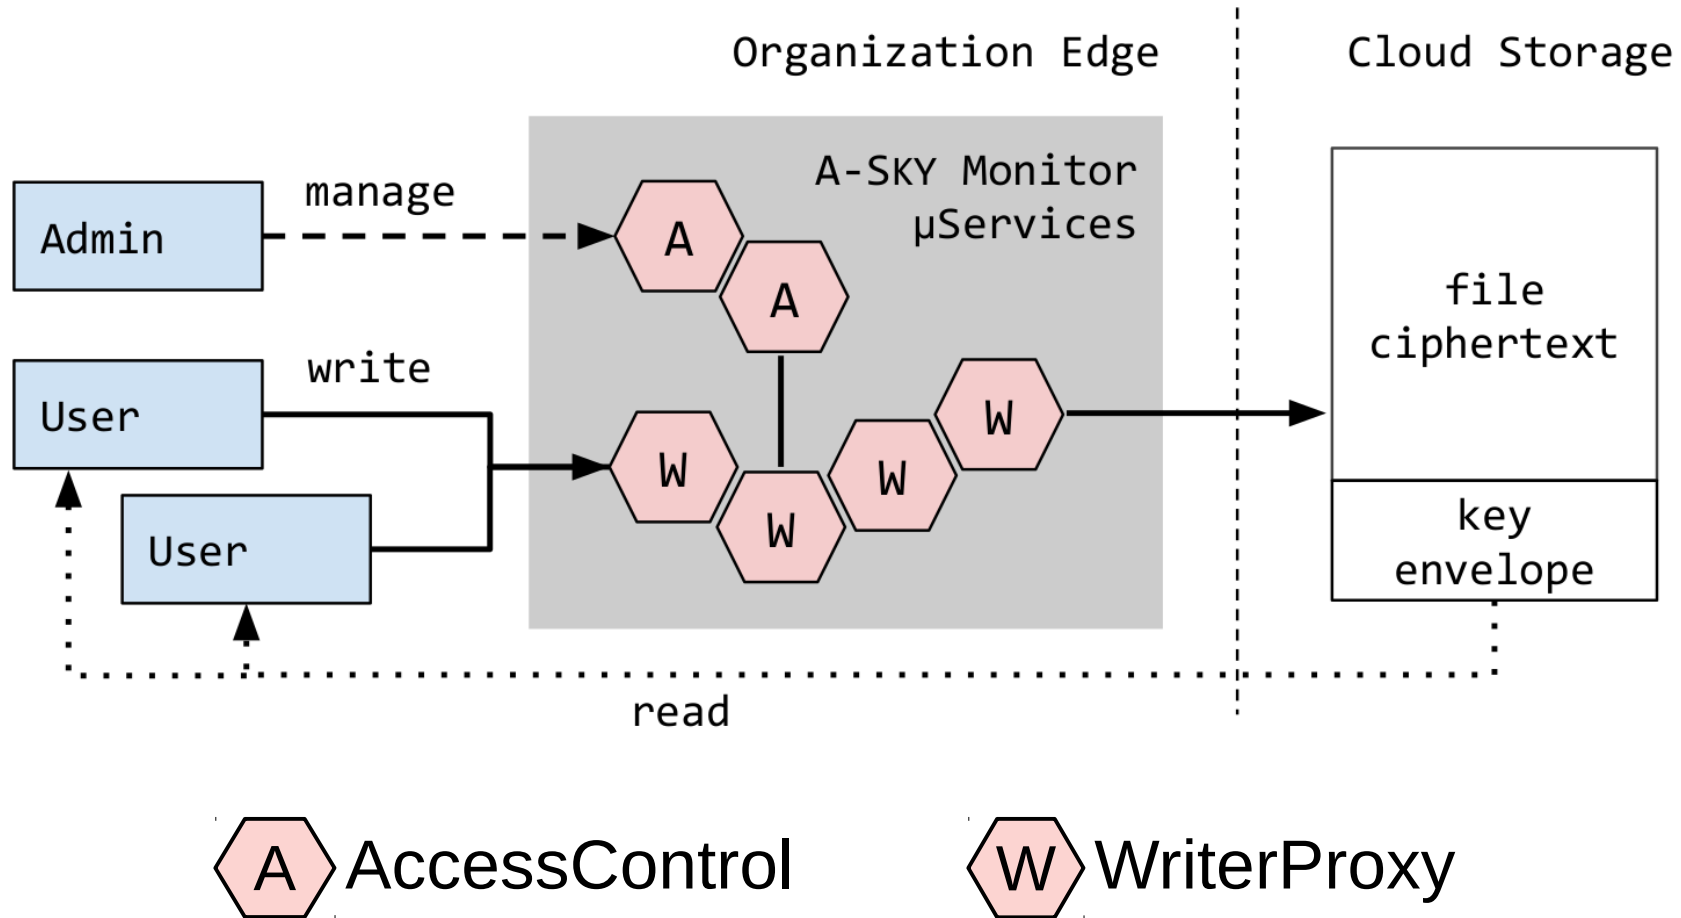 Organization Edge
Cloud Storage
A-SKY Monitor
µServices
manage
Admin
A
A
file
ciphertext
write
User
W
W
W
W
key
envelope
User
read
A AccessControl
W WriterProxy